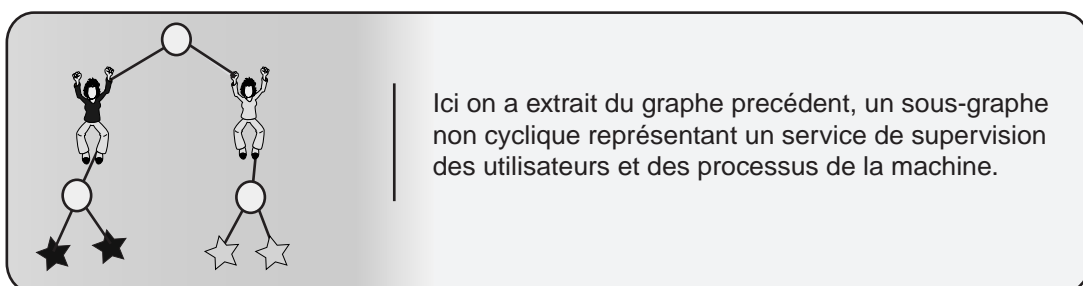 Ici on a extrait du graphe precédent, un sous-graphe
non cyclique représentant un service de supervision
des utilisateurs et des processus de la machine.